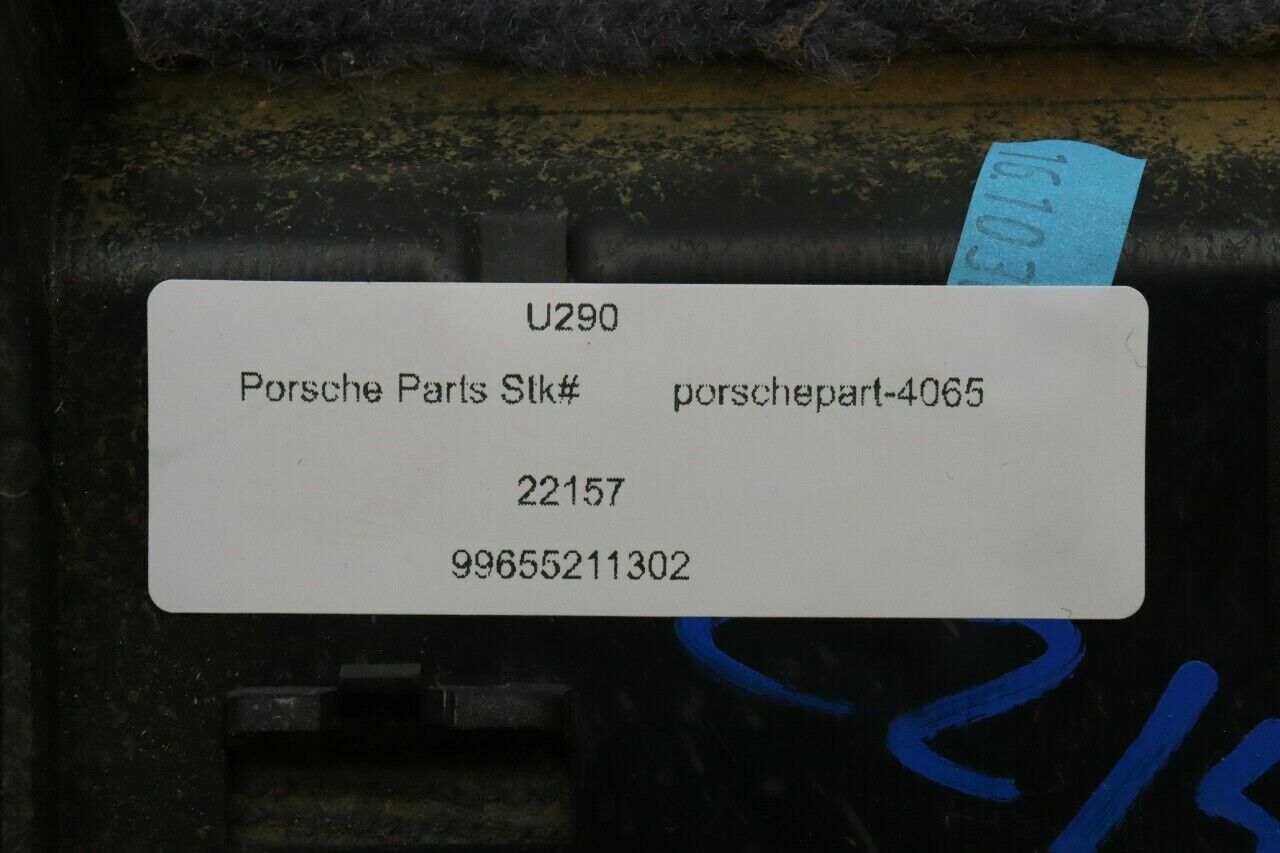 U290
Porsche Parts Stk# porschepart-4065
22157
99655211302